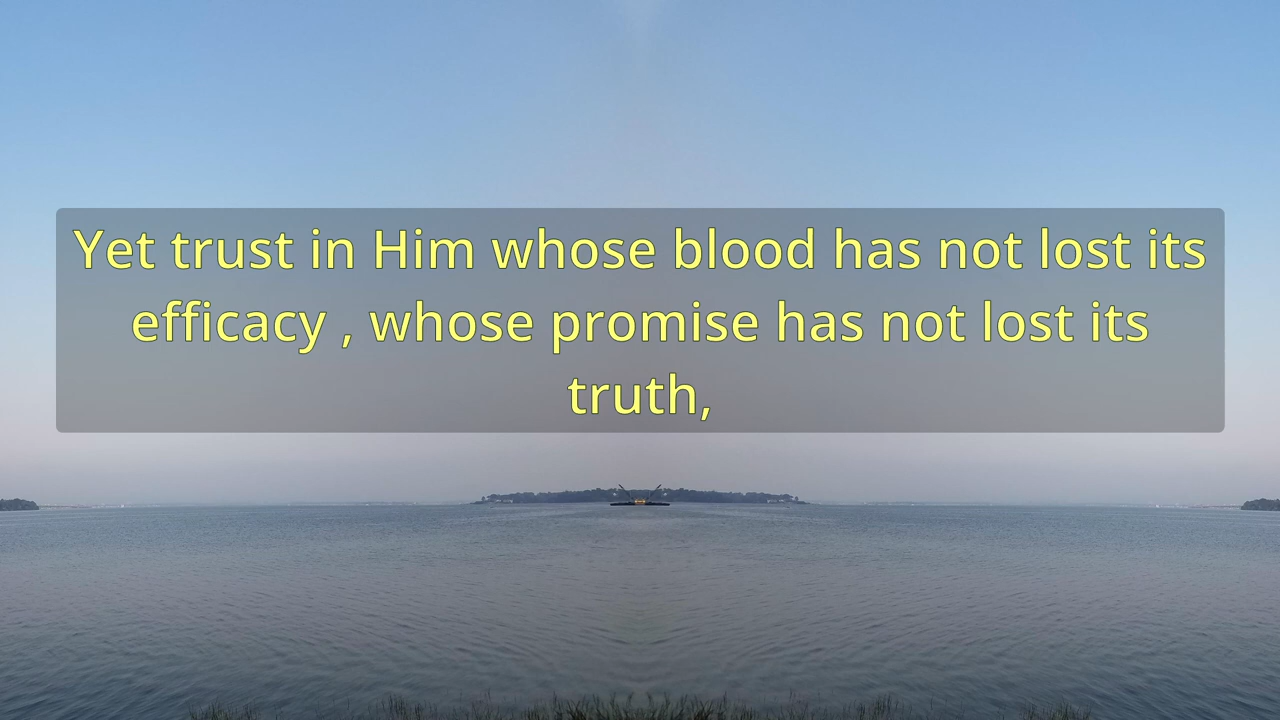 Yet trust in Him whose blood has not lost its
efficacy , whose promise has not lost its
truth,